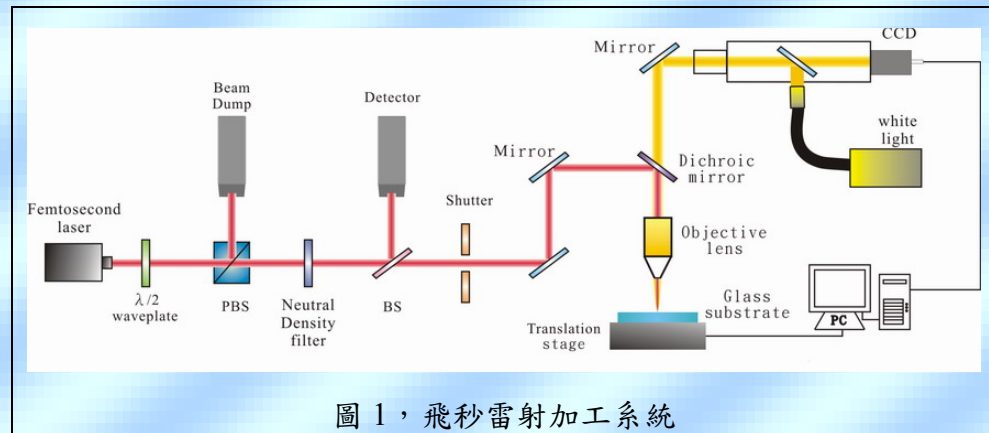 CCD
Mirror
Beam
Dump
Detector
white
light
Mirror
Dichroic
mirror
Femtosecond
laser
Shutter
Objective
lens
λ/2
waveplate
PBS
Neutral
Density
filter
BS
Glass
substrate
Translation
stage
PC
圖 1，飛秒雷射加工系統